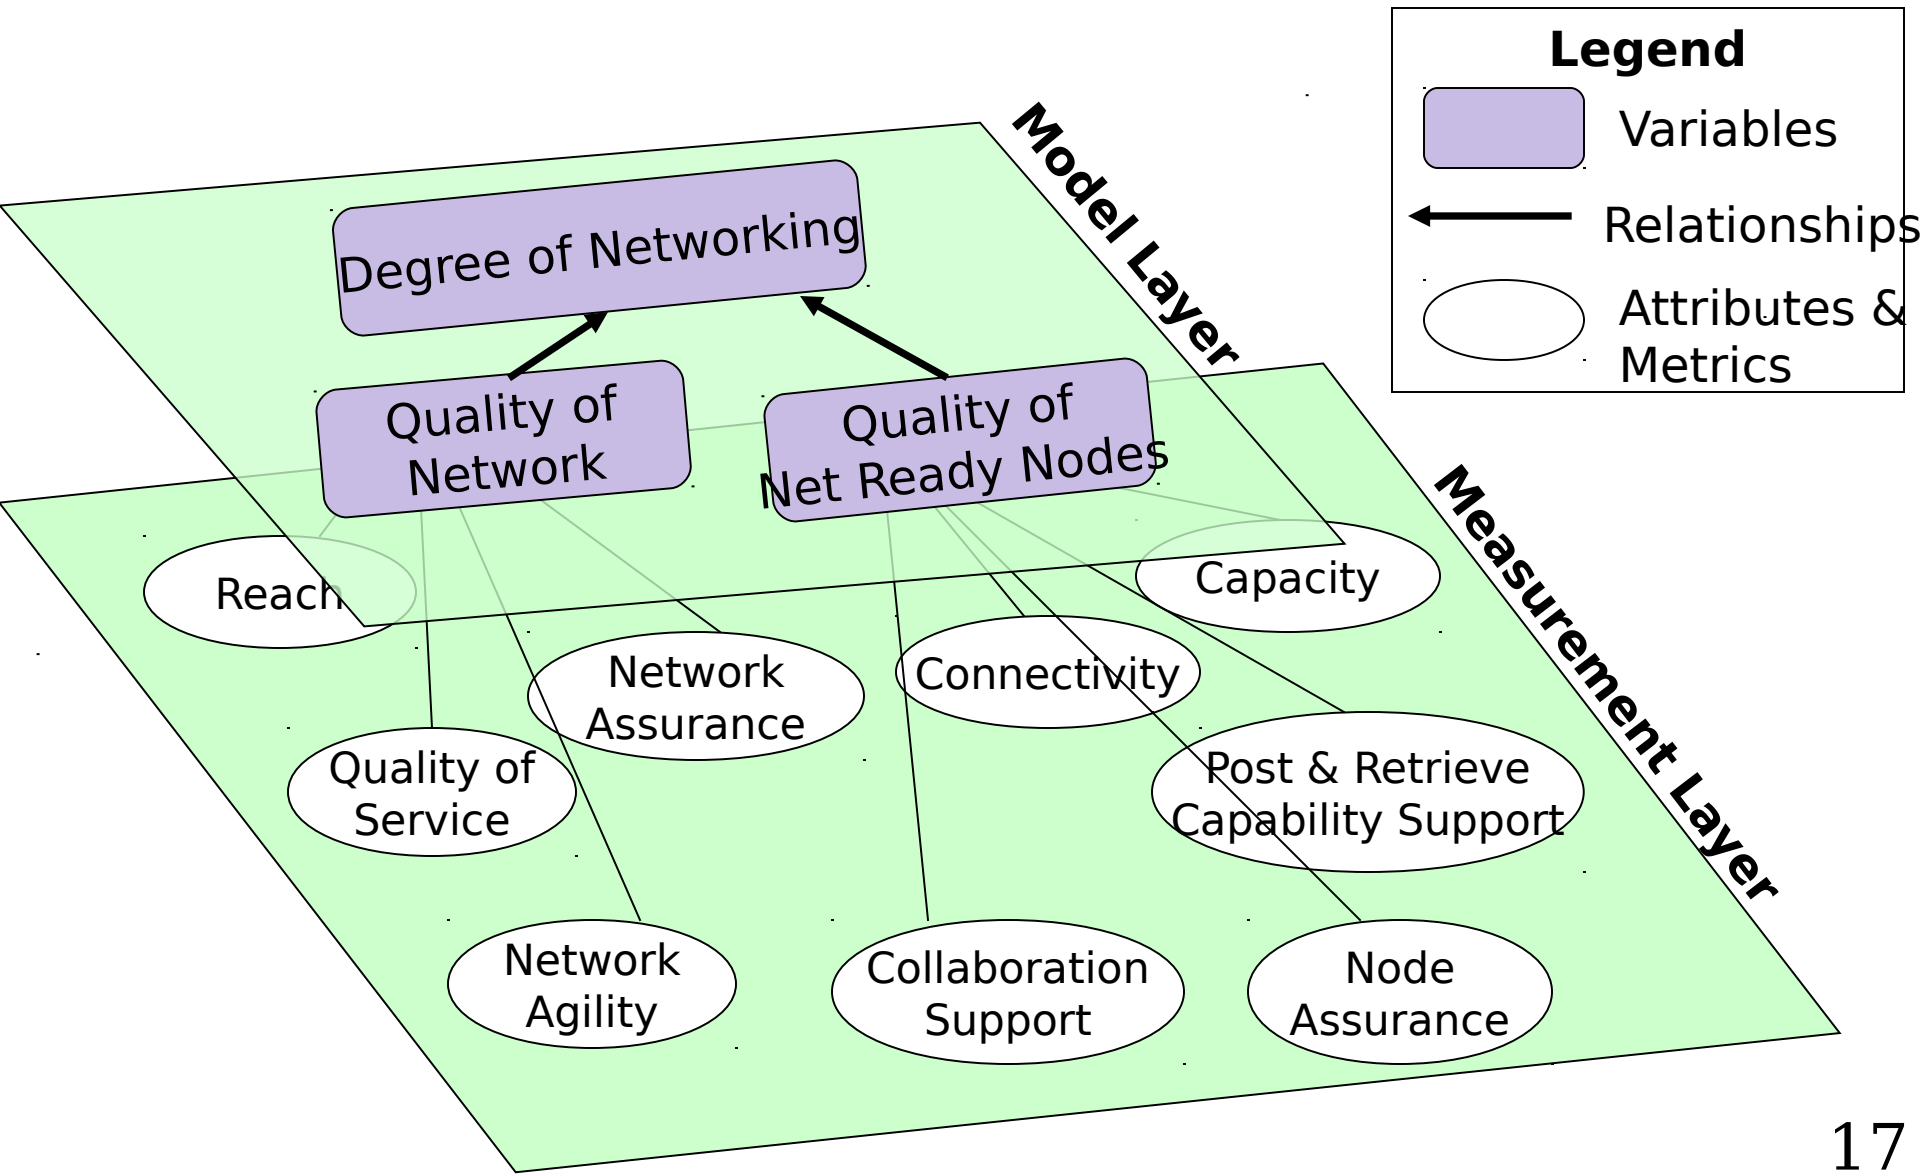 Legend
Variables
Relationships
Attributes &
Metrics
Model Layer
Degree of Networking
Quality of
Network
Quality of
Net Ready Nodes
Measurement Layer
Reach
Capacity
Network
Assurance
Connectivity
Quality of
Service
Post & Retrieve
Capability Support
Network
Agility
Collaboration
Support
Node
Assurance
17